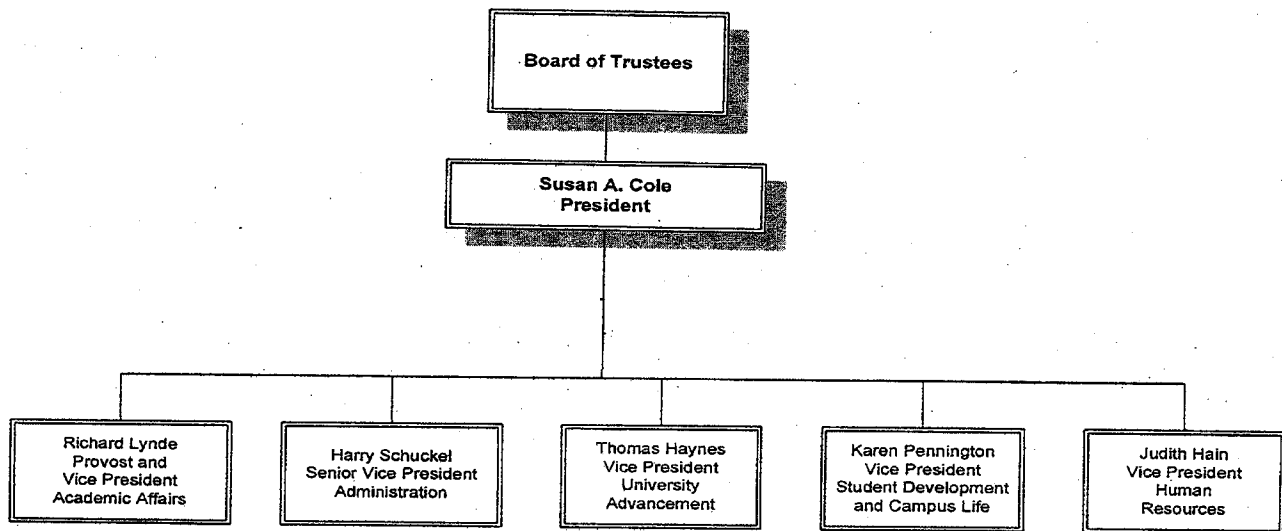 Board of Trustees
Susan A. Cole
President
Richard Lynde
Provost and
Vice President
Academic Affairs
Harry Schuckel
Senior Vice President
Administration
Thomas Haynes
Vice President
University
Advancement
Karen Pennington
Vice President
Student Development
and Campus Life
Judith Hain
Vice President
Human
Resources